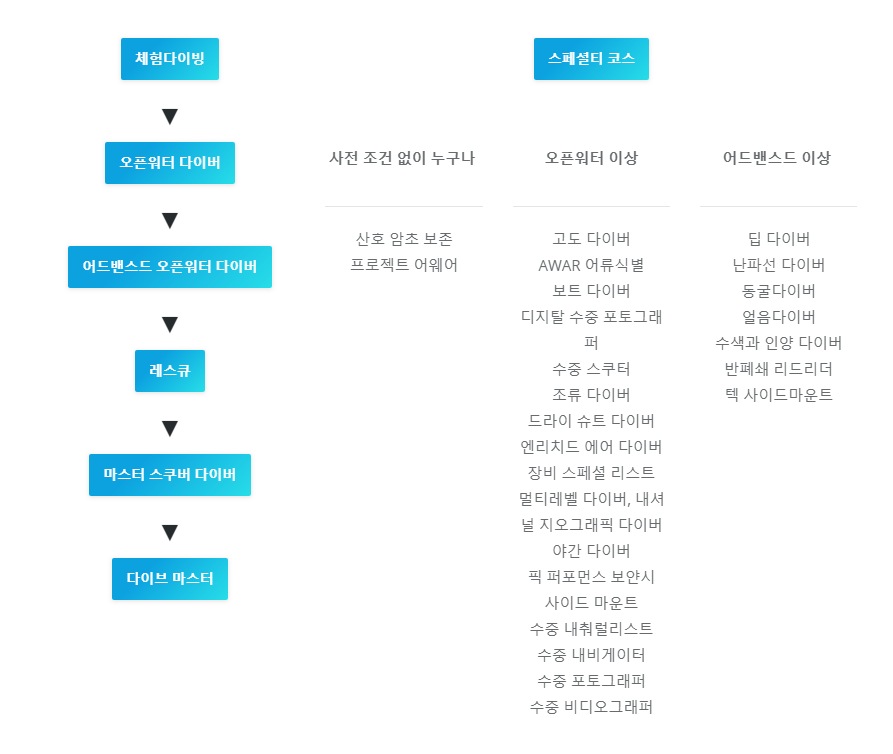 체험다이빙
▼
오픈워터 다이버
▼
어드밴스드 오픈워터 다이버
▼
레스큐
▼
마스터 스쿠버 다이버
▼
다이브 마스터
스페셜티 코스
사전 조건 없이 누구나
산호 암초 보존
프로젝트 어웨어
오픈워터 이상
고도 다이버
AWAR 어류식별
보트 다이버
디지탈 수중 포토그래
퍼
수중 스쿠터
조류 다이버
드라이 슈트 다이버
엔리치드 에어 다이버
장비 스페셜 리스트
멀티레벨 다이버, 내셔
널 지오그래픽 다이버
야간 다이버
픽 퍼포먼스 보얀시
사이드 마운트
수중 내춰럴리스트
수중 내비게이터
수중 포토그래퍼
수중 비디오그래퍼
어드밴스드 이상
딥 다이버
난파선 다이버
동굴다이버
얼음다이버
수색과 인양 다이버
반폐쇄 리드리더
텍 사이드마운트